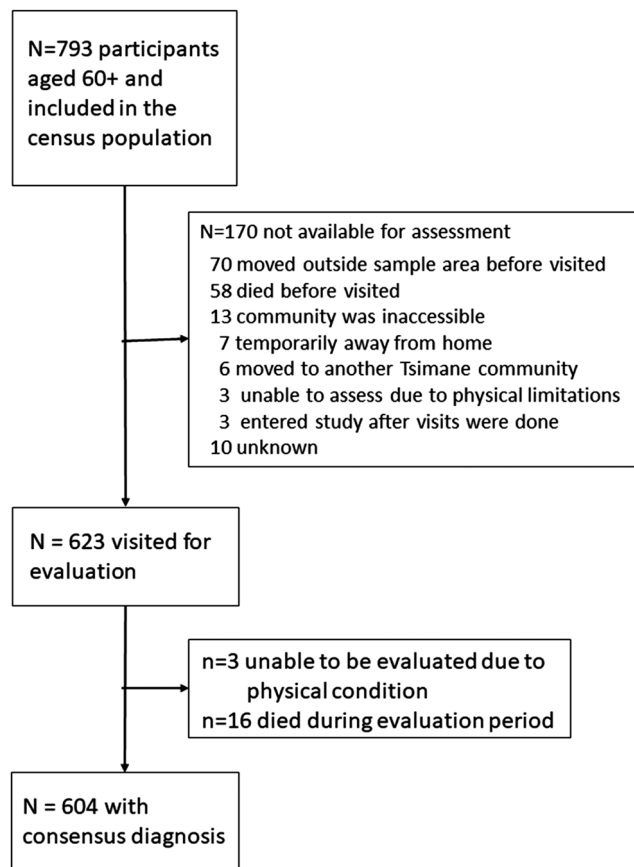 N=793 participants
aged 60+ and
included in the
census population
N=170 not available for assessment
70 moved outside sample area before visited
58 died before visited
13 community was inaccessible
7 temporarily away from home
6 moved to another Tsimane community
3 unable to assess due to physical limitations
3 entered study after visits were done
10 unknown
N = 623 visited for
evaluation
n=3 unable to be evaluated due to
physical condition
n=16 died during evaluation period
N = 604 with
consensus diagnosis